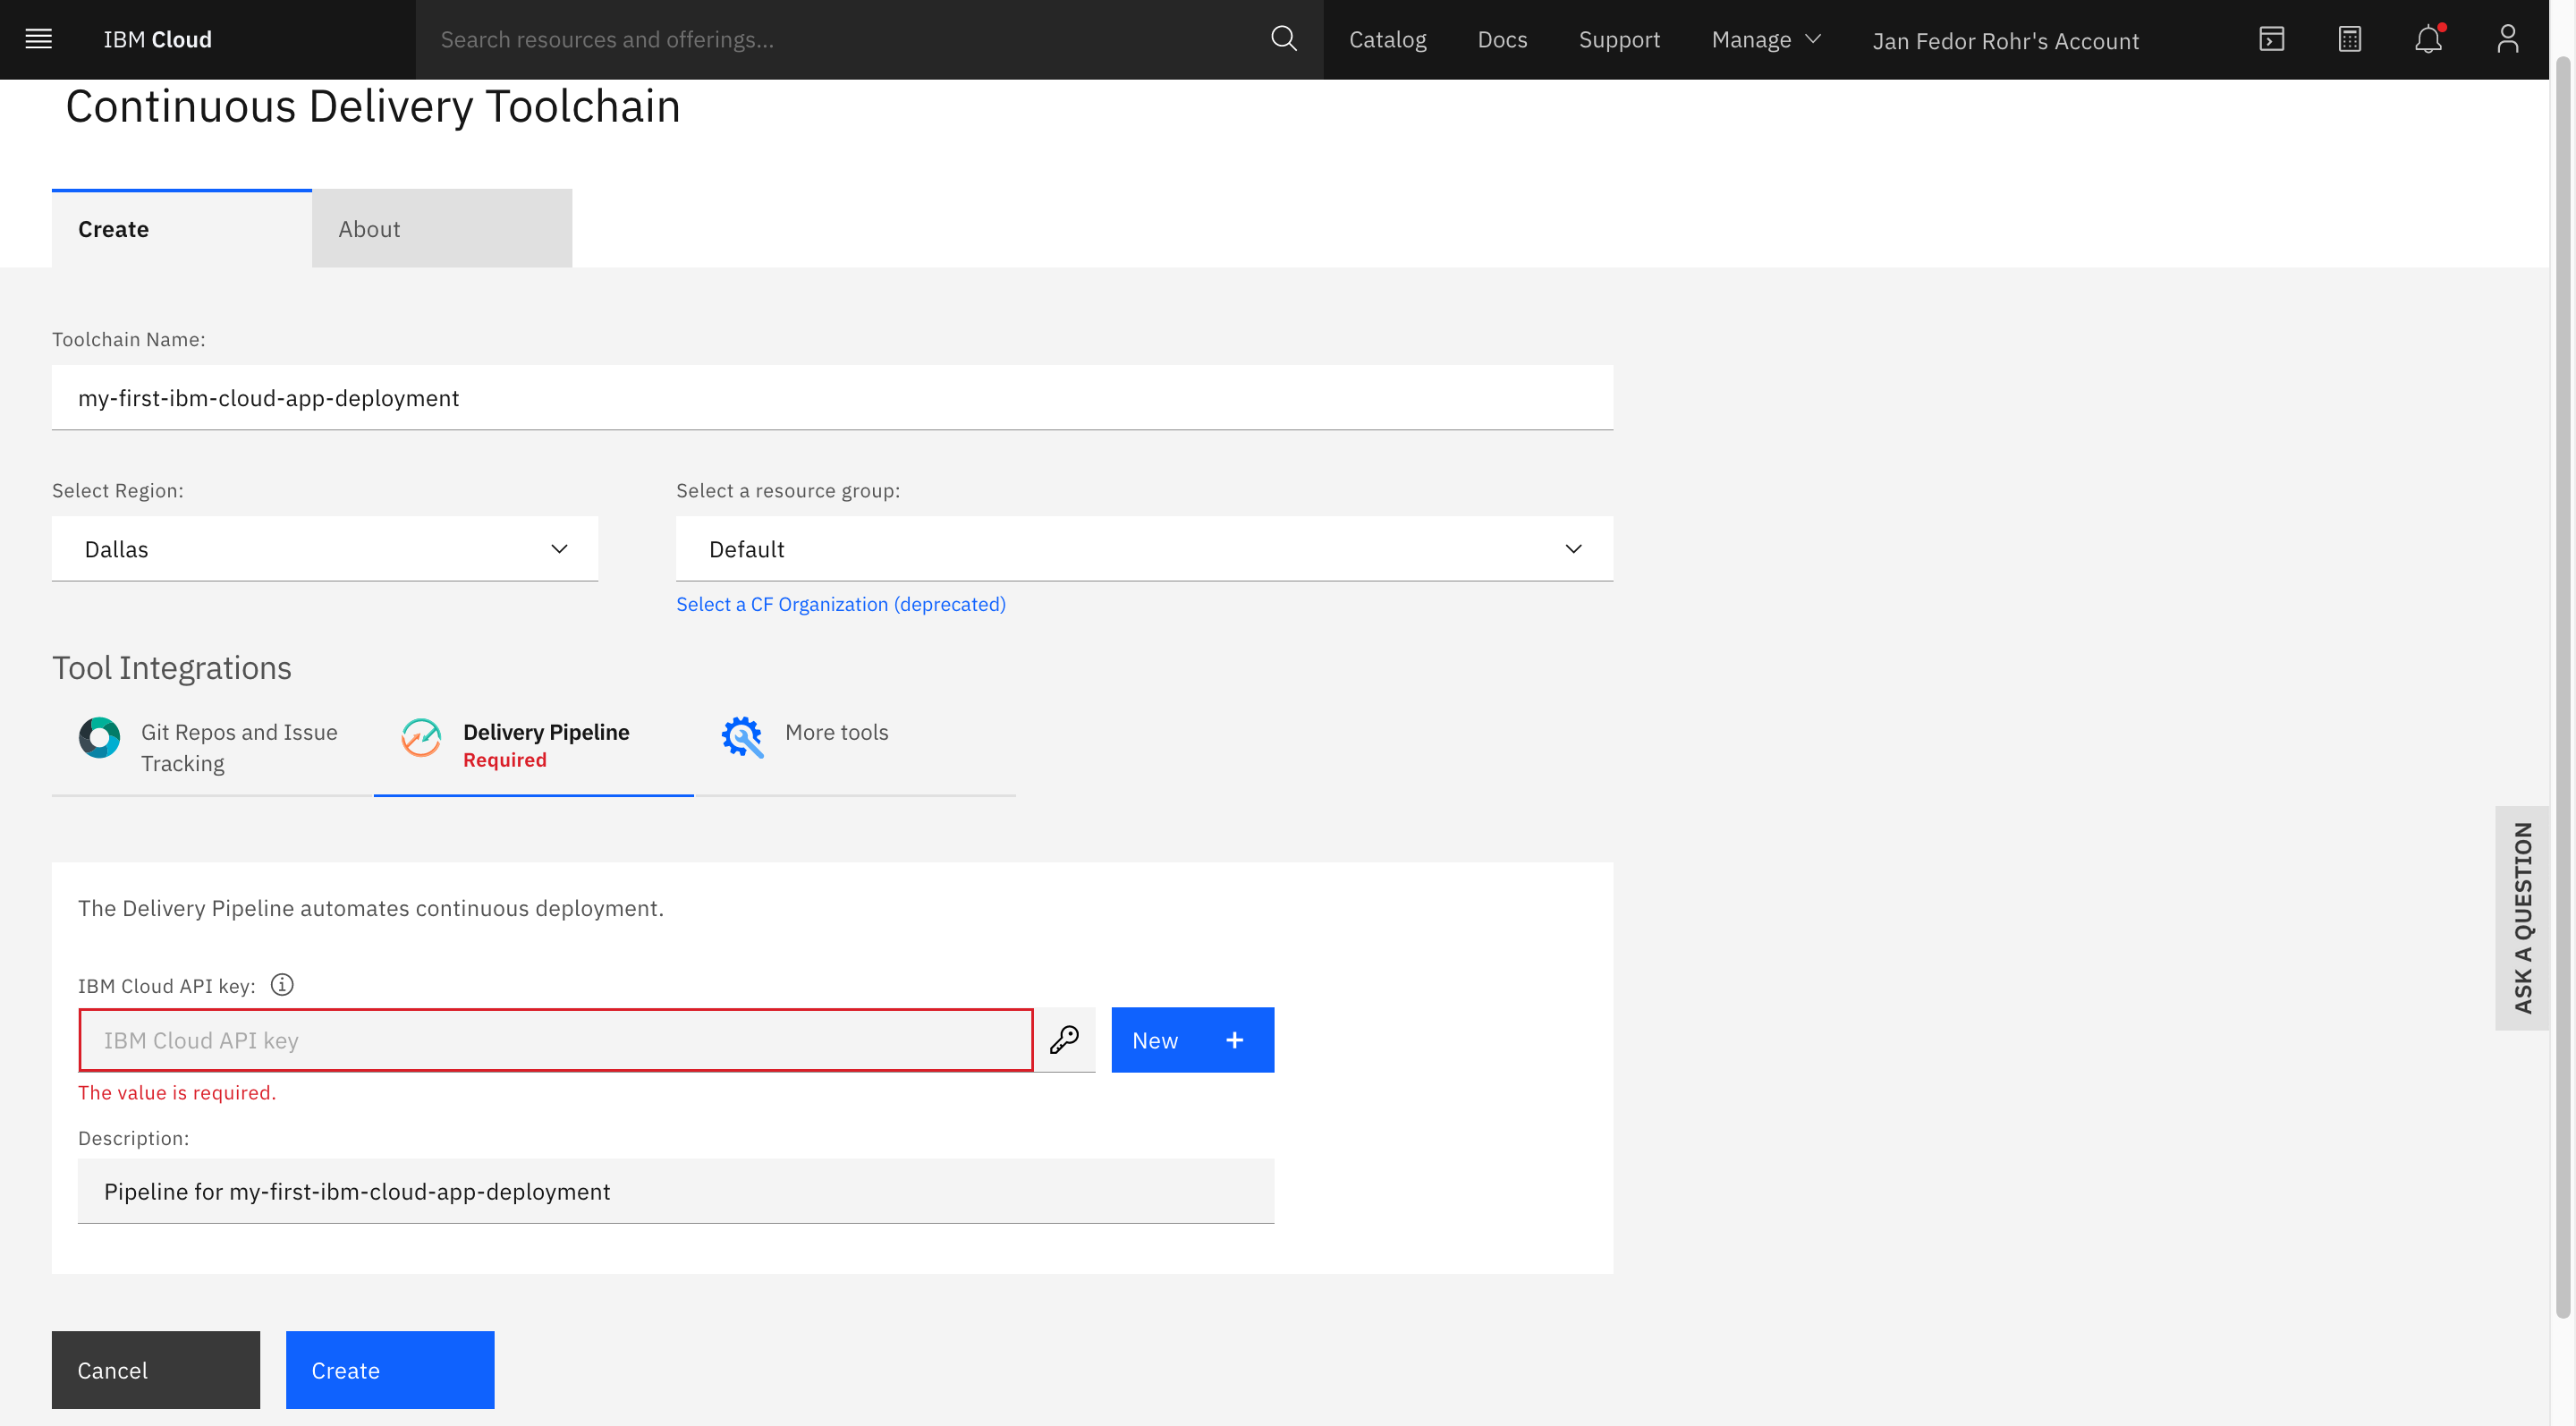 IBM Cloud
Search resources and offerings...
Catalog
Docs
Support
Manage
Jan Fedor Rohr's Account
Continuous Delivery Toolchain
Create
About
Toolchain Name:
my-first-ibm-cloud-app-deployment
Select Region:
Select a resource group:
Dallas
Default
Select a CF Organization (deprecated)
Tool Integrations
Git Repos and Issue
Tracking
Delivery Pipeline
Required
More tools
The Delivery Pipeline automates continuous deployment.
IBM Cloud API key:
IBM Cloud API key
New
The value is required.
Description:
Pipeline for my-first-ibm-cloud-app-deployment
Cancel
Create
ASK A QUESTION